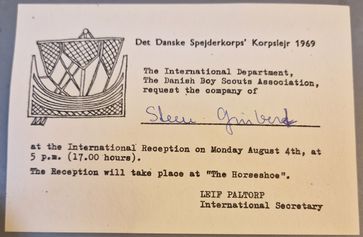 Det Danske Spejderkorps' Korpslejr 1969
The International Department,
The Danish Boy Scouts Association,
request the company of
Steen
at the International Reception on Monday August 4th, at
5 p.m. (17.00 hours).
The Reception will take place at "The Horseshoe".
LEIF PALTORP
International Secretary